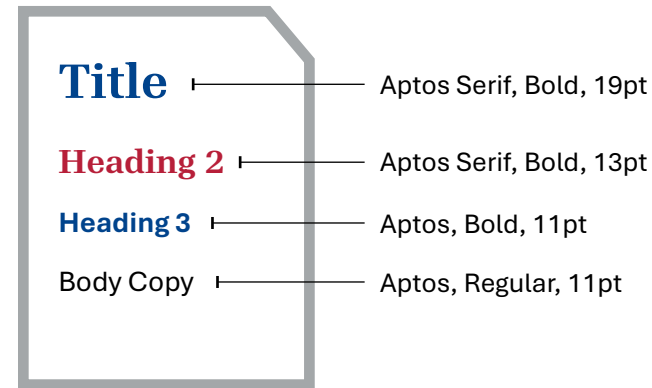 Title Aptos Serif, Bold, 19pt
Heading 2 Aptos Serif, Bold, 13pt
Heading 3 Aptos, Bold, 11pt
Body Copy Aptos, Regular, 11pt